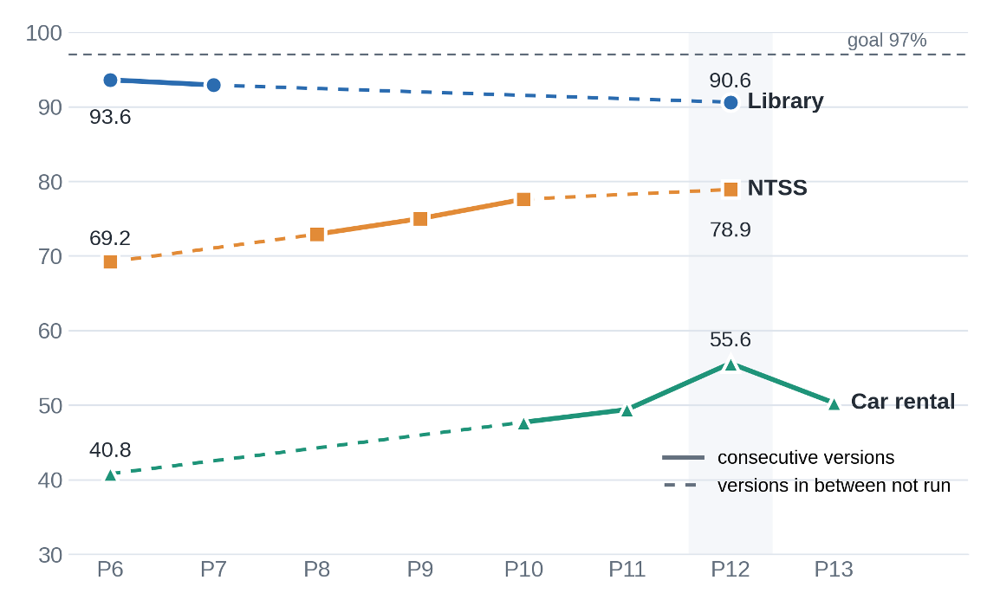 100
goal 97%
90.6
Library
90
93.6
80
NTSS
69.2
78.9
70
60
55.6
50
Car rental
40.8
consecutive versions
40
versions in between not run
30
P6 P7 P8 P9 P10 P11 P12 P13